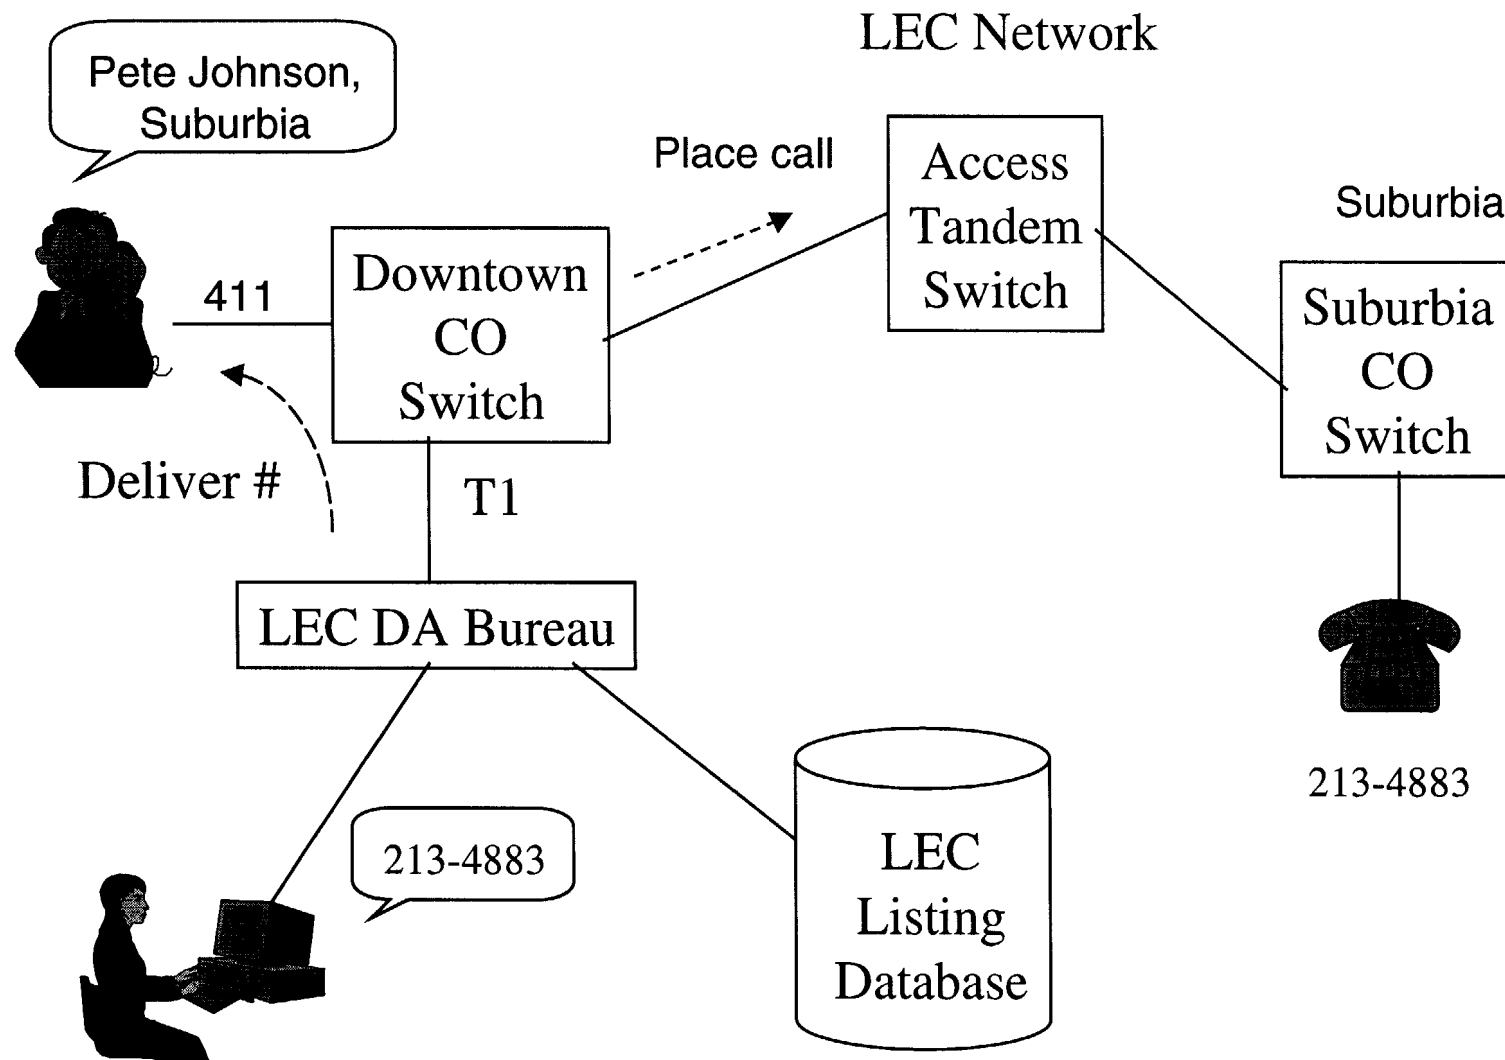 LEC Network
Pete Johnson,
Suburbia
Place call
Access
Tandem
Switch
Suburbia
411
Downtown
CO
Switch
Suburbia
CO
Switch
Deliver #
T1
LEC DA Bureau
213-4883
213-4883
LEC
Listing
Database